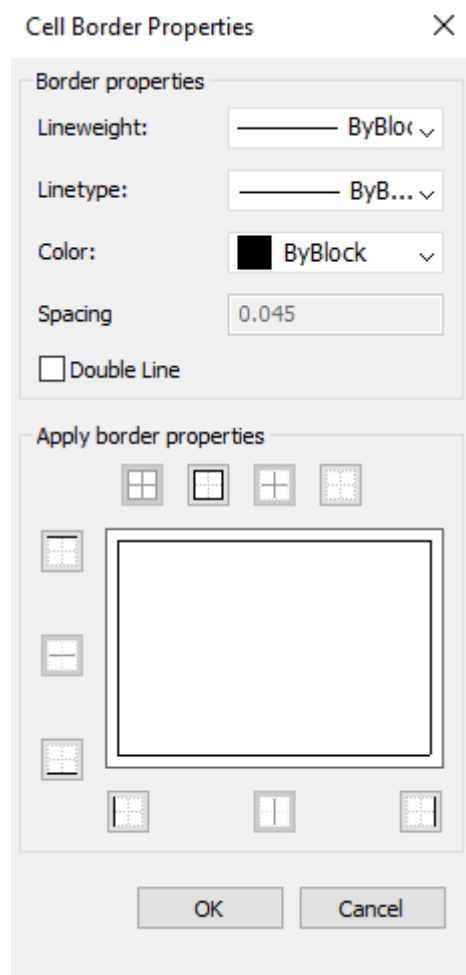 Cell Border Properties
Border properties
Lineweight: ByBloc
Linetype: ByB...
Color: ByBlock
Spacing 0.045
Double Line
Apply border properties
OK Cancel